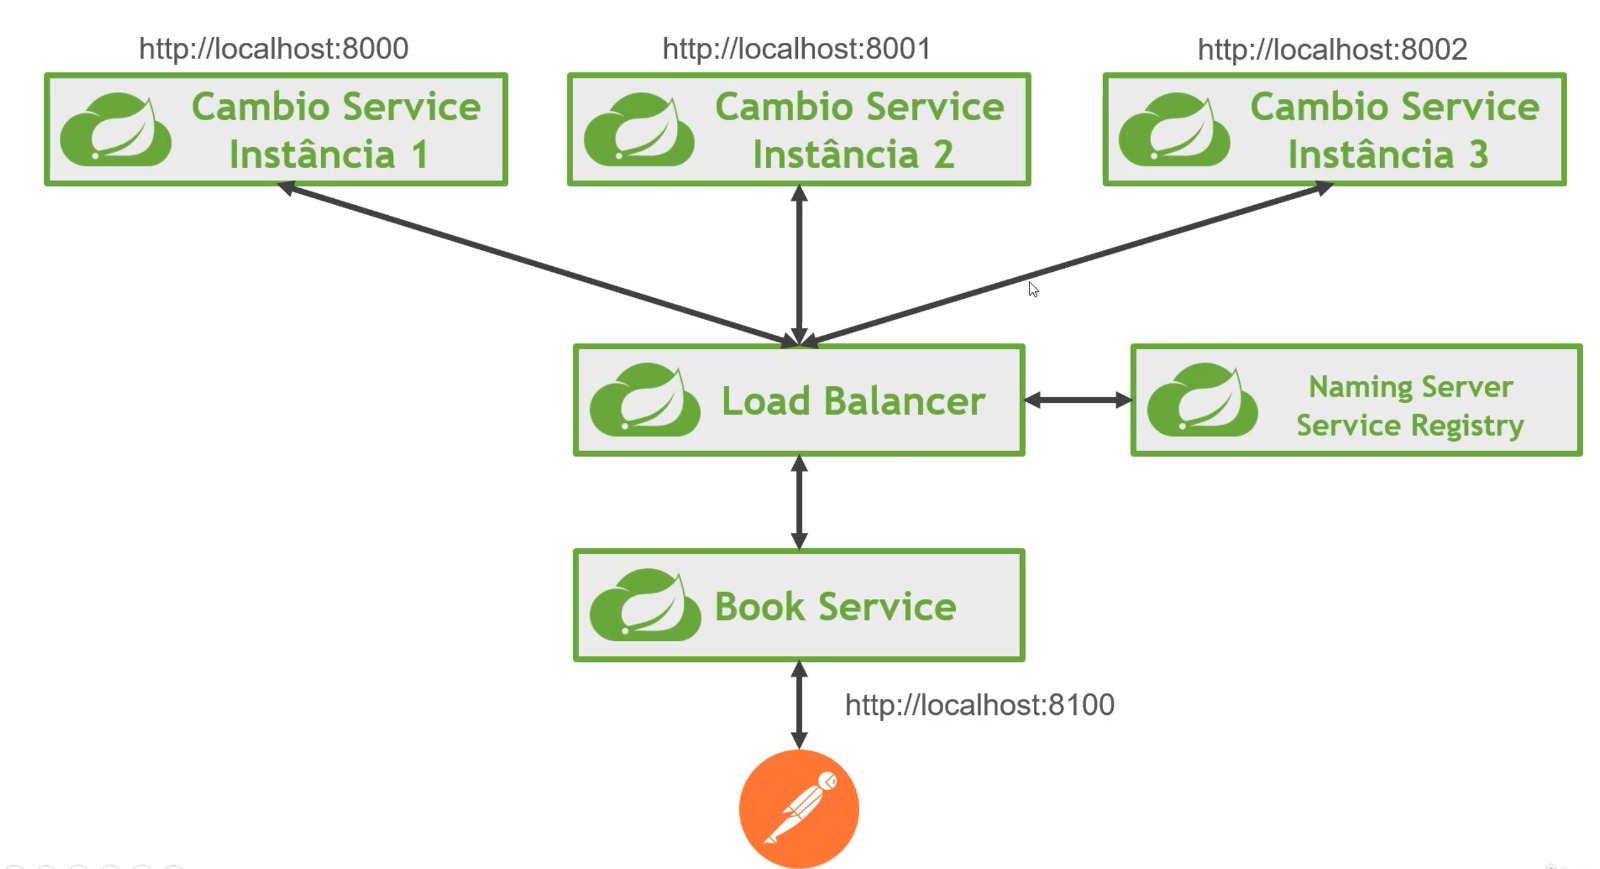 http://localhost:8000
http://localhost:8001
http://localhost:8002
Cambio Service
Instância 1
Cambio Service
Instância 2
Cambio Service
Instância 3
Load Balancer
Naming Server
Service Registry
Book Service
http://localhost:8100